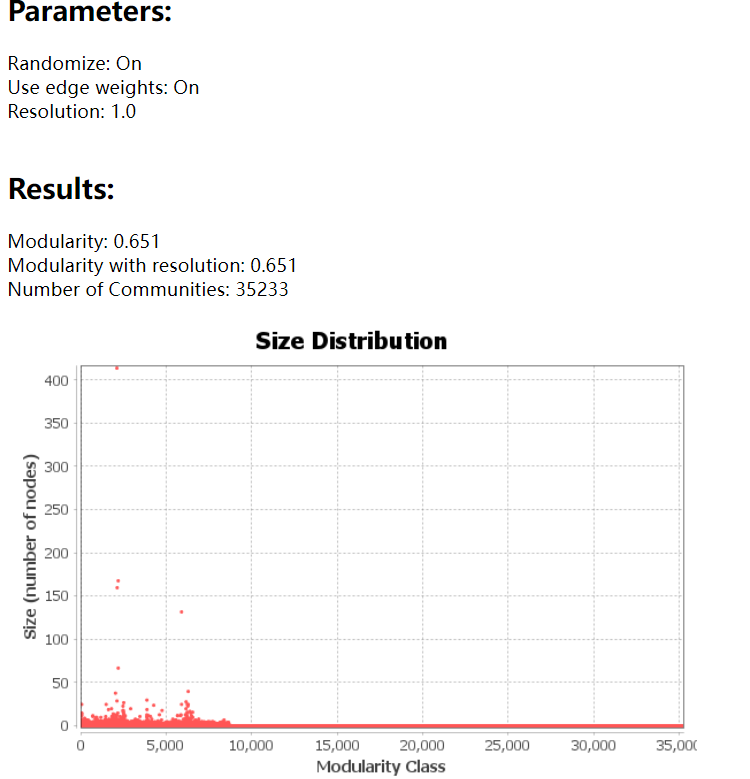 Parameters:
Randomize: On
Use edge weights: On
Resolution: 1.0
Results:
Modularity: 0.651
Modularity with resolution: 0.651
Number of Communities: 35233
Size Distribution
400
350
300
250
200
150
100
50
0
Size (number of nodes)
0 5,000 10,000 15,000 20,000 25,000 30,000 35,00
Modularity Class